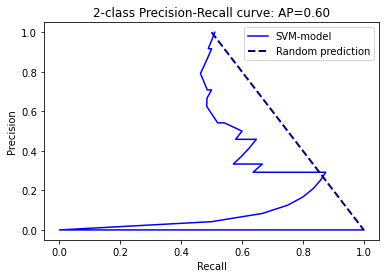 2-class Precision-Recall curve: AP=0.60
SVM-model
Random prediction
Precision
1.0
0.8
0.6
0.4
0.2
0.0
0.0 0.2 0.4 0.6 0.8 1.0
Recall